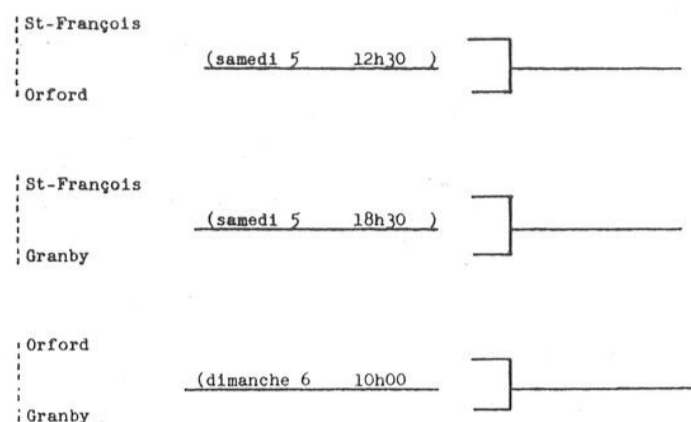 St-François
(samedi 5 12h30 )
Orford
St-François
(samedi 5 18h30 )
Granby
Orford
(dimanche 6 10h00
Granby